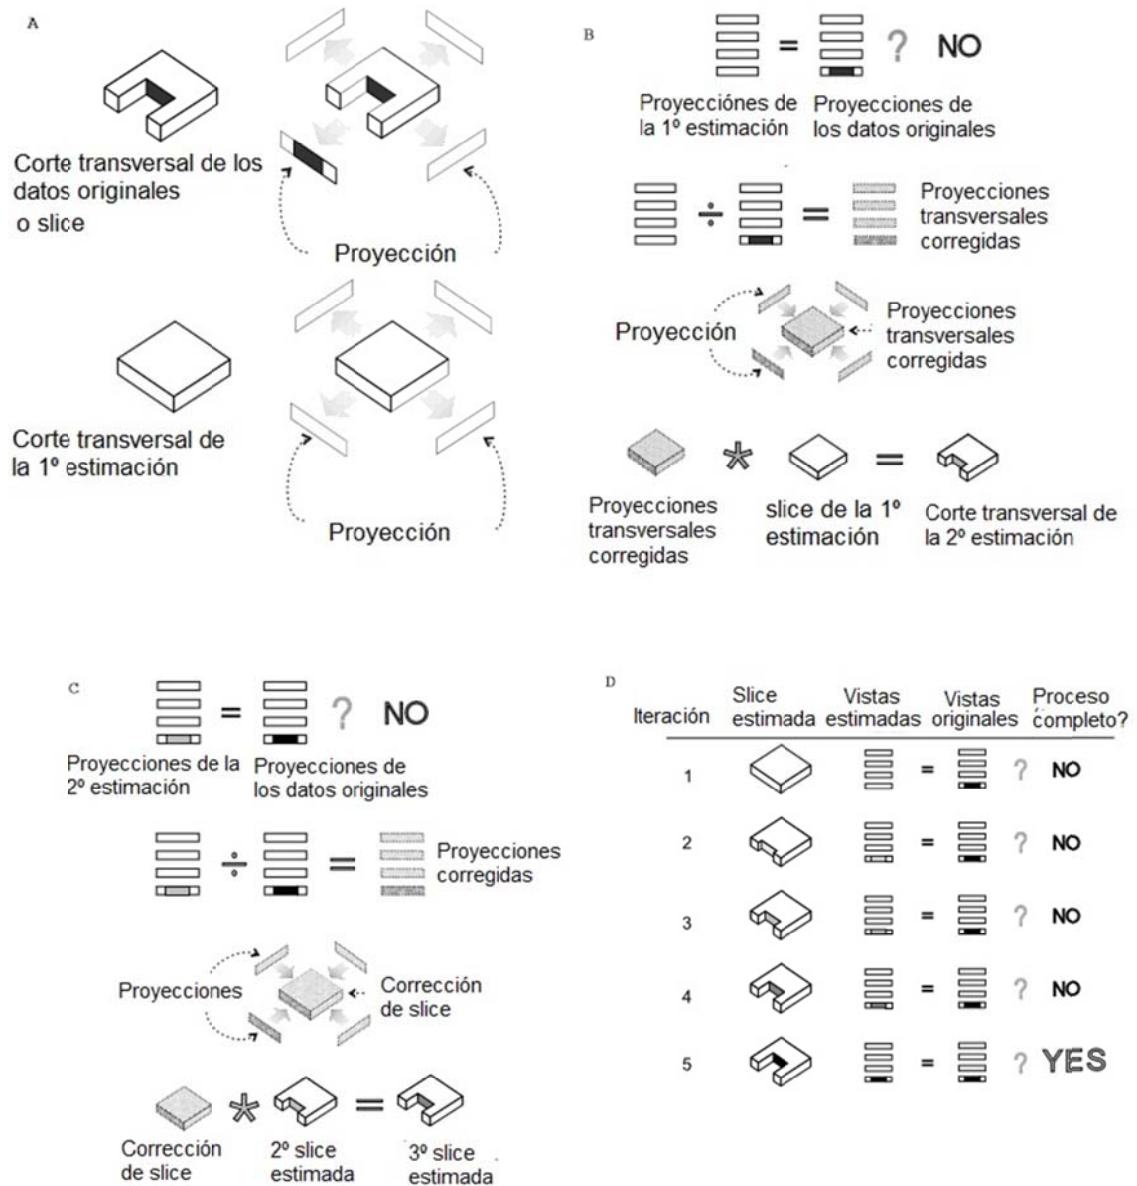 A
Corte transversal de los
datos originales
o slice
Proyección
Corte transversal de
la 1º estimación
Proyección
B
= ? NO
Proyecciónes de
la 1º estimación
Proyecciones de
los datos originales
÷ =
Proyecciones
transversales
corregidas
Proyección
Proyecciones
transversales
corregidas
* =
Proyecciones
transversales
corregidas
slice de la 1º
estimación
Corte transversal de
la 2º estimación
C
= ? NO
Proyecciones de la
2º estimación
Proyecciones de
los datos originales
÷ =
Proyecciones
corregidas
Proyecciones
Corrección
de slice
* =
Corrección
de slice
2º slice
estimada
3º slice
estimada
D
Iteración
Slice
estimada
Vistas
estimadas
Vistas
originales
Proceso
completo?
1 = ? NO
2 = ? NO
3 = ? NO
4 = ? NO
5 = ? YES